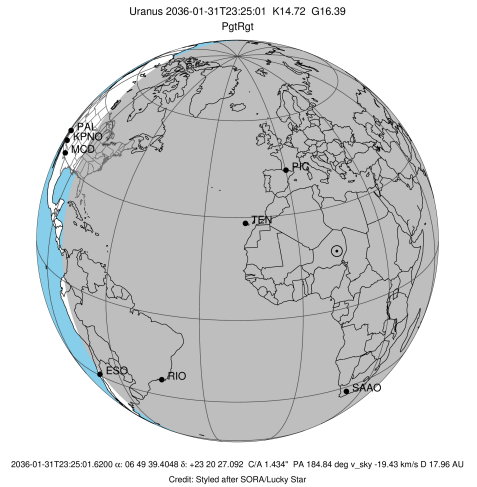 Uranus 2036-01-31T23:25:01 K14.72 G16.39
PgtRgt
PAL
KPNO
MCD
PIC
TEN
ESO
RIO
SAAO
2036-01-31T23:25:01.6200 α: 06 49 39.4048 δ: +23 20 27.092 C/A 1.434" PA 184.84 deg v_sky -19.43 km/s D 17.96 AU
Credit: Styled after SORA/Lucky Star